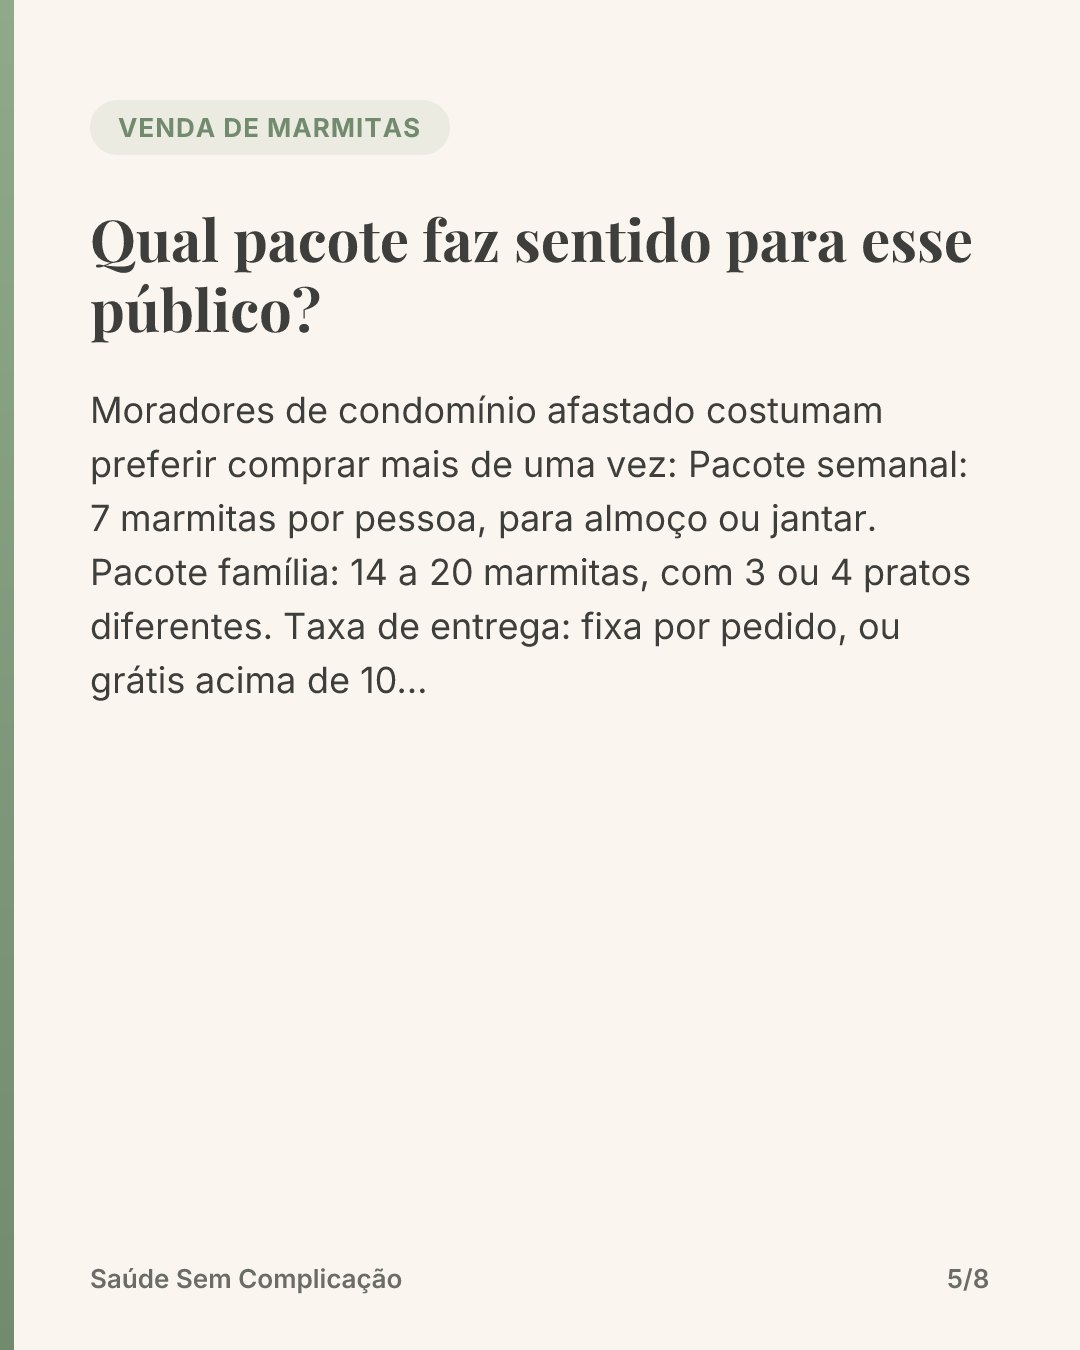 VENDA DE MARMITAS
Qual pacote faz sentido para esse
público?
Moradores de condomínio afastado costumam
preferir comprar mais de uma vez: Pacote semanal:
7 marmitas por pessoa, para almoço ou jantar.
Pacote família: 14 a 20 marmitas, com 3 ou 4 pratos
diferentes. Taxa de entrega: fixa por pedido, ou
grátis acima de 10...
Saúde Sem Complicação
5/8